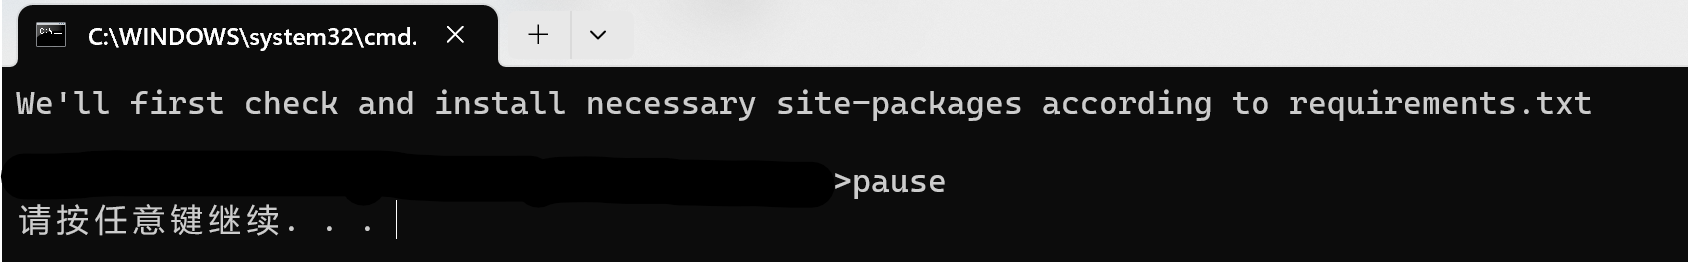 C:\WINDOWS\system32\cmd.
We'll first check and install necessary site-packages according to requirements.txt
>pause
请按任意键继续. . .